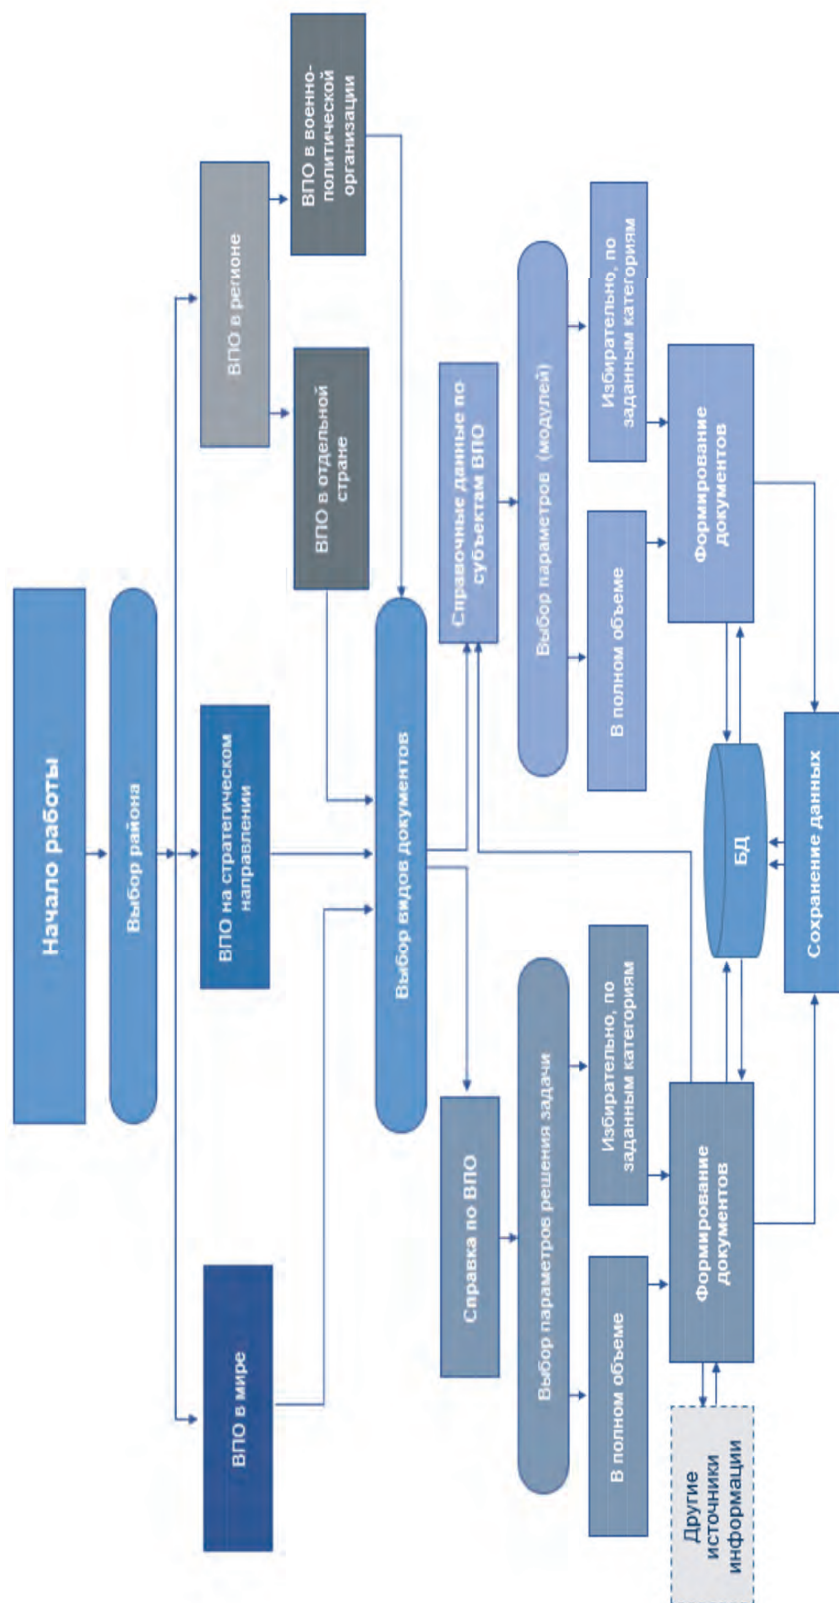 Начало работы
Выбор района
ВПО в мире
ВПО на стратегическом
направлении
ВПО в регионе
ВПО в отдельной
стране
ВПО в военно-
политической
организации
Выбор видов документов
Справка по ВПО
Справочные данные по
субъектам ВПО
Выбор параметров решения задачи
Выбор параметров (модулей)
В полном объеме
Избирательно, по
заданным категориям
В полном объеме
Избирательно, по
заданным категориям
Другие
источники
информации
Формирование
документов
БД
Формирование
документов
Сохранение данных